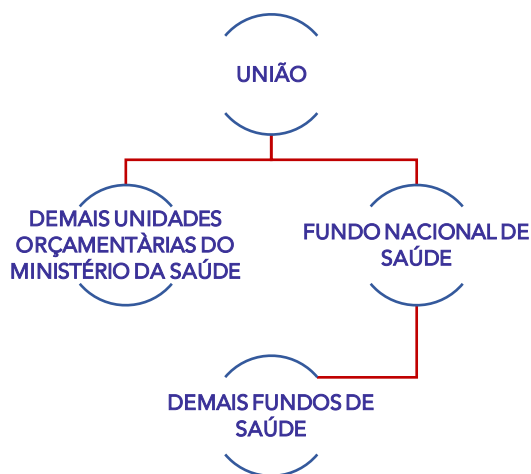 UNIÃO
DEMAIS UNIDADES
ORÇAMENTÀRIAS DO
MINISTÉRIO DA SAÚDE
FUNDO NACIONAL DE
SAÚDE
DEMAIS FUNDOS DE
SAÚDE